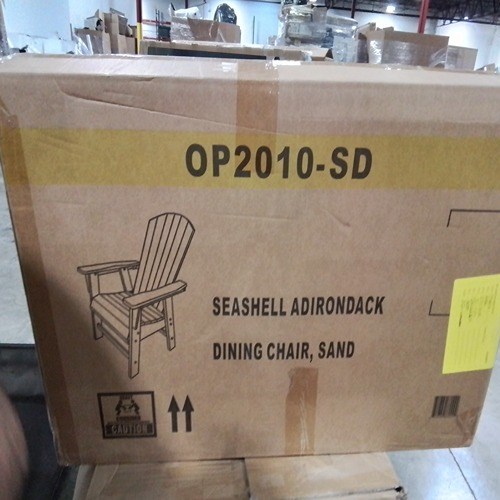 OP2010-SD
SEASHELL ADIRONDACK
DINING CHAIR, SAND
CAUTION